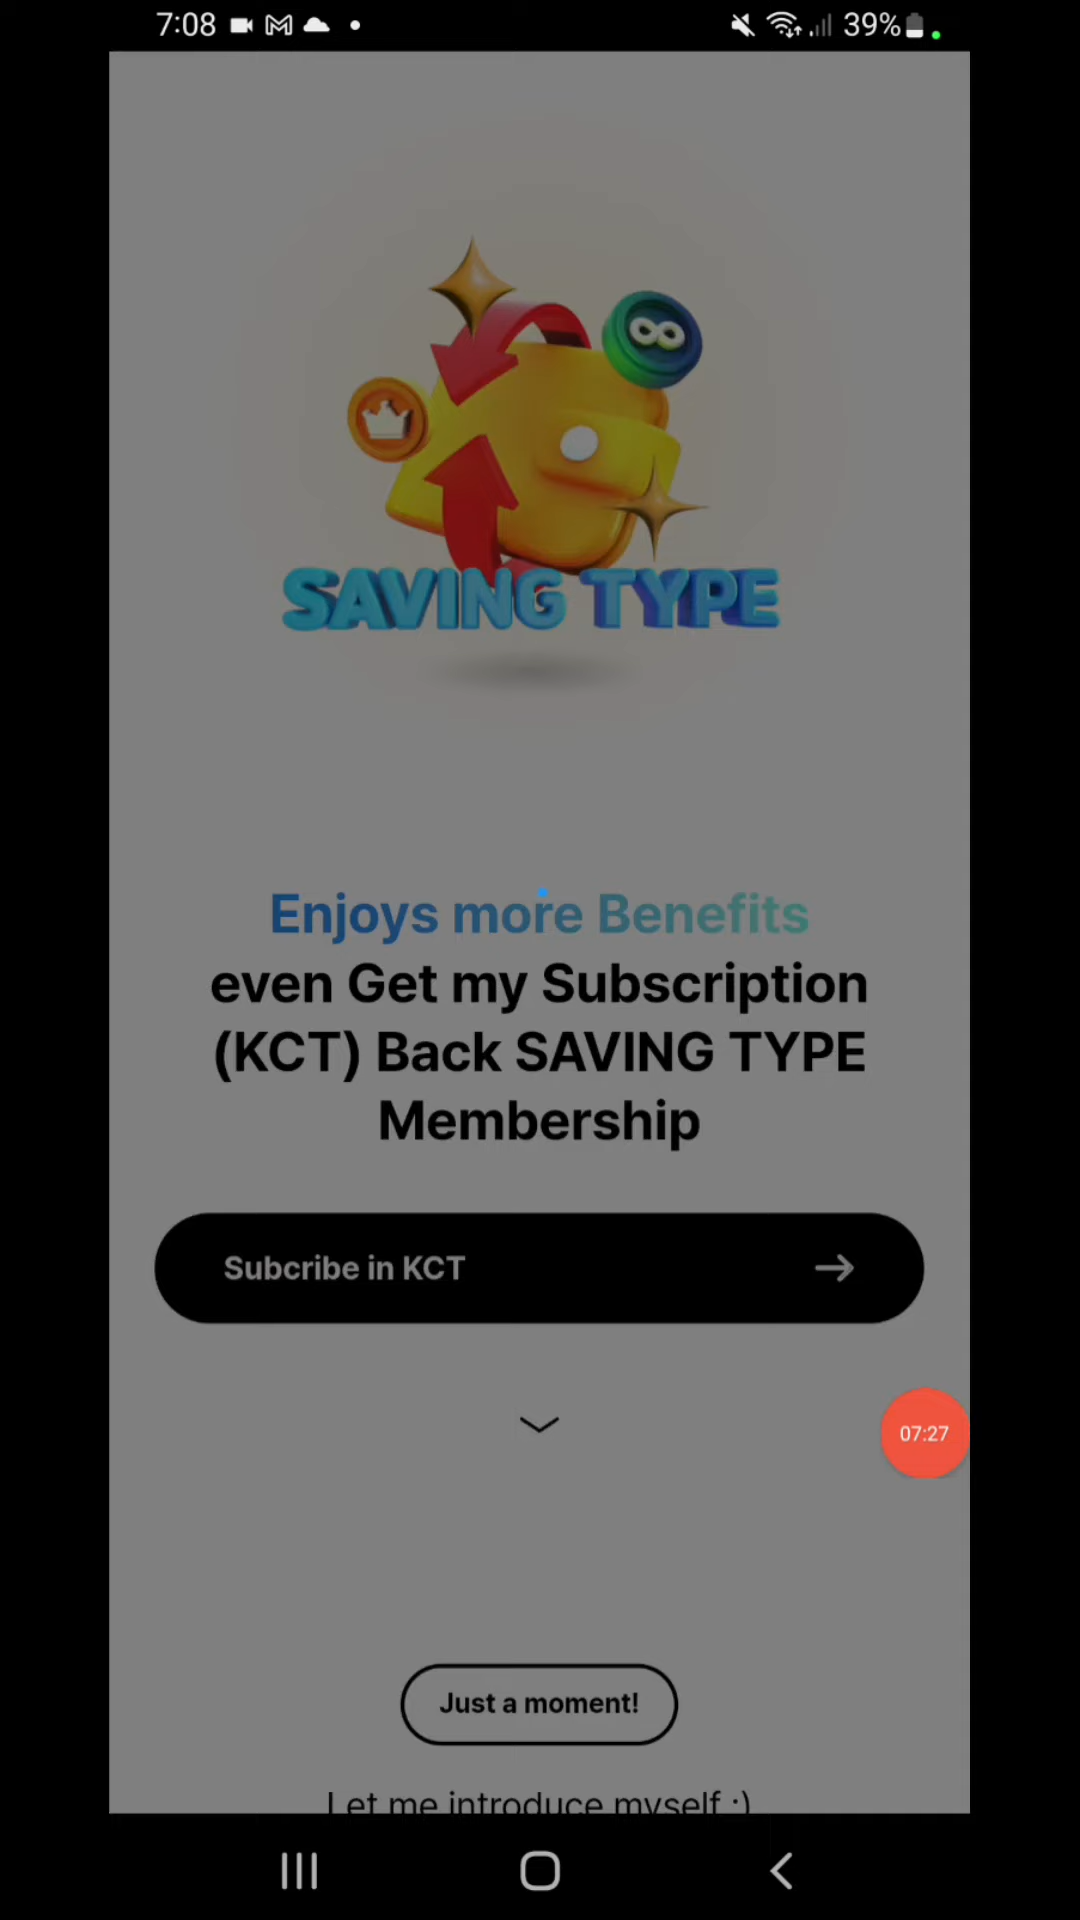 7:08
39%
SAVING TYPE
Enjoys more Benefits
even Get my Subscription
(KCT) Back SAVING TYPE
Membership
Subcribe in KCT
07:27
Just a moment!
Let me introduce myself :)